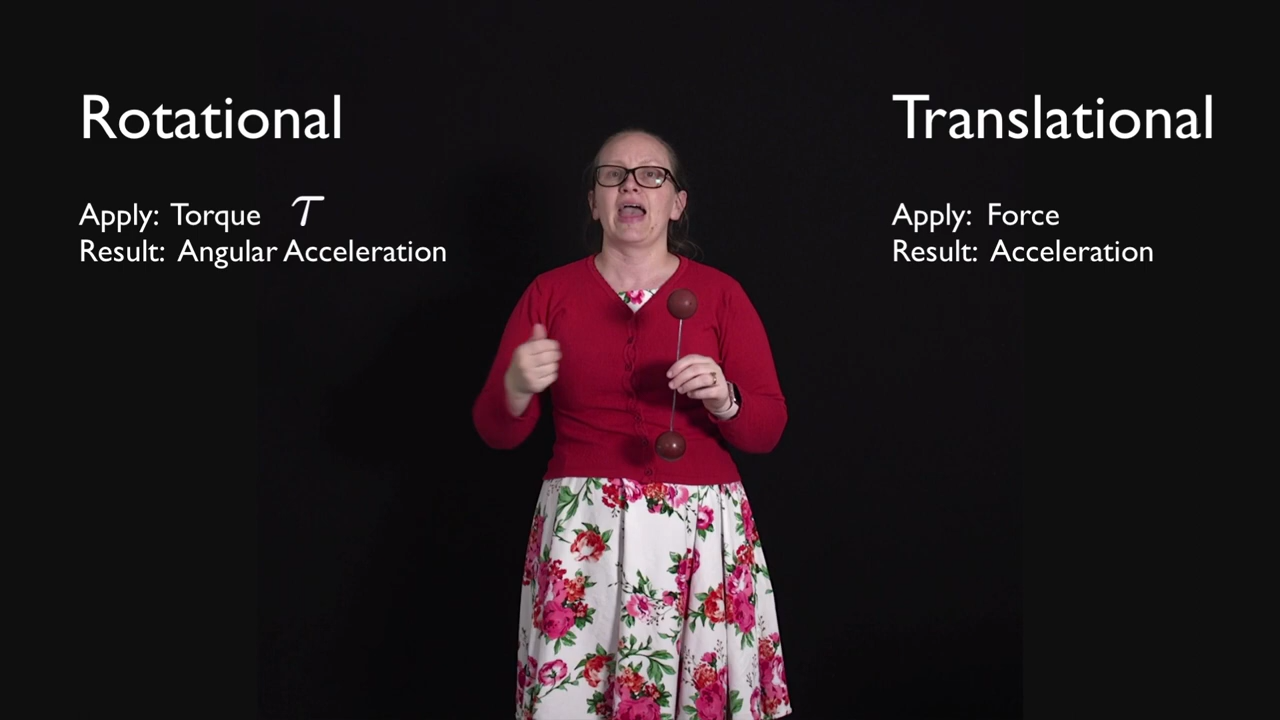 Rotational
Apply: Torque τ
Result: Angular Acceleration
Translational
Apply: Force
Result: Acceleration